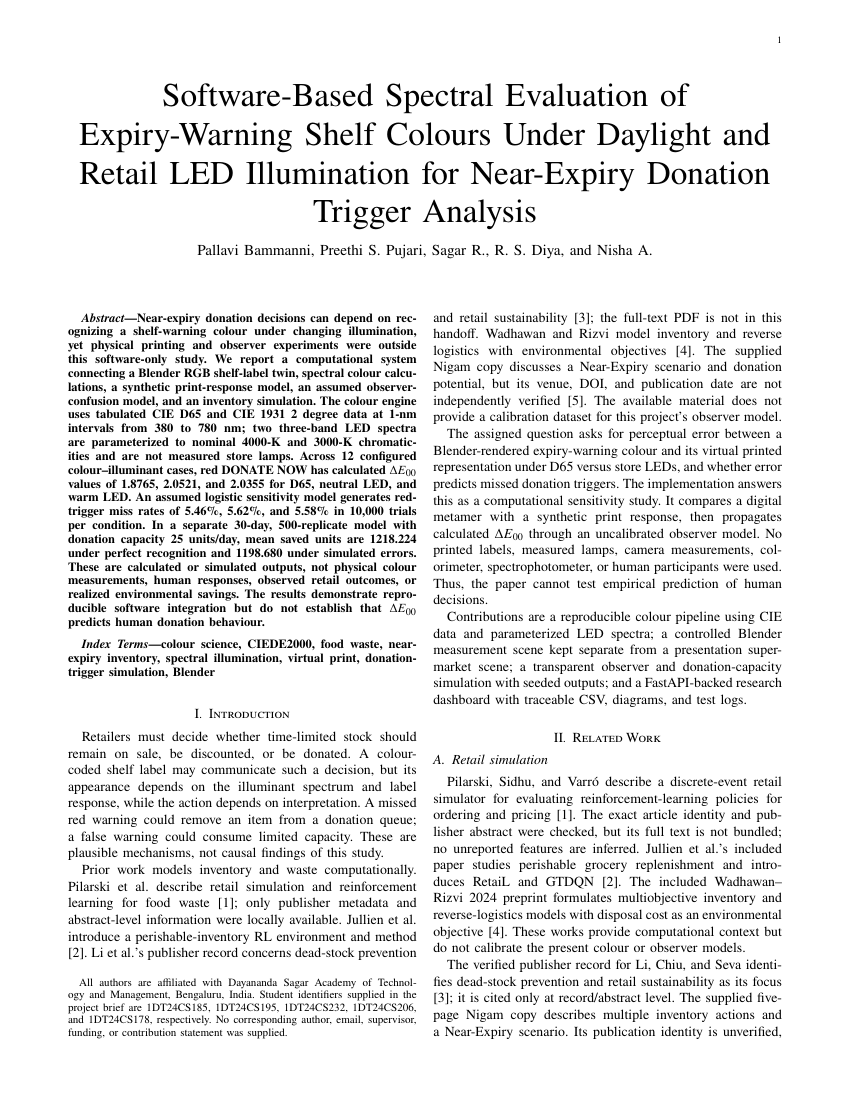 1
Software-Based Spectral Evaluation of
Expiry-Warning Shelf Colours Under Daylight and
Retail LED Illumination for Near-Expiry Donation
Trigger Analysis
Pallavi Bammanni, Preethi S. Pujari, Sagar R., R. S. Diya, and Nisha A.
Abstract—Near-expiry donation decisions can depend on rec-
ognizing a shelf-warning colour under changing illumination,
yet physical printing and observer experiments were outside
this software-only study. We report a computational system
connecting a Blender RGB shelf-label twin, spectral colour calcu-
lations, a synthetic print-response model, an assumed observer-
confusion model, and an inventory simulation. The colour engine
uses tabulated CIE D65 and CIE 1931 2 degree data at 1-nm
intervals from 380 to 780 nm; two three-band LED spectra
are parameterized to nominal 4000-K and 3000-K chromatic-
ities and are not measured store lamps. Across 12 configured
colour–illuminant cases, red DONATE NOW has calculated ΔE00
values of 1.8765, 2.0521, and 2.0355 for D65, neutral LED, and
warm LED. An assumed logistic sensitivity model generates red-
trigger miss rates of 5.46%, 5.62%, and 5.58% in 10,000 trials
per condition. In a separate 30-day, 500-replicate model with
donation capacity 25 units/day, mean saved units are 1218.224
under perfect recognition and 1198.680 under simulated errors.
These are calculated or simulated outputs, not physical colour
measurements, human responses, observed retail outcomes, or
realized environmental savings. The results demonstrate repro-
ducible software integration but do not establish that ΔE00
predicts human donation behaviour.
Index Terms—colour science, CIEDE2000, food waste, near-
expiry inventory, spectral illumination, virtual print, donation-
trigger simulation, Blender
I. Introduction
Retailers must decide whether time-limited stock should
remain on sale, be discounted, or be donated. A colour-
coded shelf label may communicate such a decision, but its
appearance depends on the illuminant spectrum and label
response, while the action depends on interpretation. A missed
red warning could remove an item from a donation queue;
a false warning could consume limited capacity. These are
plausible mechanisms, not causal findings of this study.
Prior work models inventory and waste computationally.
Pilarski et al. describe retail simulation and reinforcement
learning for food waste [1]; only publisher metadata and
abstract-level information were locally available. Jullien et al.
introduce a perishable-inventory RL environment and method
[2]. Li et al.'s publisher record concerns dead-stock prevention
All authors are affiliated with Dayananda Sagar Academy of Technol-
ogy and Management, Bengaluru, India. Student identifiers supplied in the
project brief are 1DT24CS185, 1DT24CS195, 1DT24CS232, 1DT24CS206,
and 1DT24CS178, respectively. No corresponding author, email, supervisor,
funding, or contribution statement was supplied.
and retail sustainability [3]; the full-text PDF is not in this
handoff. Wadhawan and Rizvi model inventory and reverse
logistics with environmental objectives [4]. The supplied
Nigam copy discusses a Near-Expiry scenario and donation
potential, but its venue, DOI, and publication date are not
independently verified [5]. The available material does not
provide a calibration dataset for this project's observer model.
The assigned question asks for perceptual error between a
Blender-rendered expiry-warning colour and its virtual printed
representation under D65 versus store LEDs, and whether error
predicts missed donation triggers. The implementation answers
this as a computational sensitivity study. It compares a digital
metamer with a synthetic print response, then propagates
calculated ΔE00 through an uncalibrated observer model. No
printed labels, measured lamps, camera measurements, col-
orimeter, spectrophotometer, or human participants were used.
Thus, the paper cannot test empirical prediction of human
decisions.
Contributions are a reproducible colour pipeline using CIE
data and parameterized LED spectra; a controlled Blender
measurement scene kept separate from a presentation super-
market scene; a transparent observer and donation-capacity
simulation with seeded outputs; and a FastAPI-backed research
dashboard with traceable CSV, diagrams, and test logs.
II. Related Work
A. Retail simulation
Pilarski, Sidhu, and Varró describe a discrete-event retail
simulator for evaluating reinforcement-learning policies for
ordering and pricing [1]. The exact article identity and pub-
lisher abstract were checked, but its full text is not bundled;
no unreported features are inferred. Jullien et al.'s included
paper studies perishable grocery replenishment and intro-
duces RetaiL and GTDQN [2]. The included Wadhawan–
Rizvi 2024 preprint formulates multiobjective inventory and
reverse-logistics models with disposal cost as an environmental
objective [4]. These works provide computational context but
do not calibrate the present colour or observer models.
The verified publisher record for Li, Chiu, and Seva identi-
fies dead-stock prevention and retail sustainability as its focus
[3]; it is cited only at record/abstract level. The supplied five-
page Nigam copy describes multiple inventory actions and
a Near-Expiry scenario. Its publication identity is unverified,